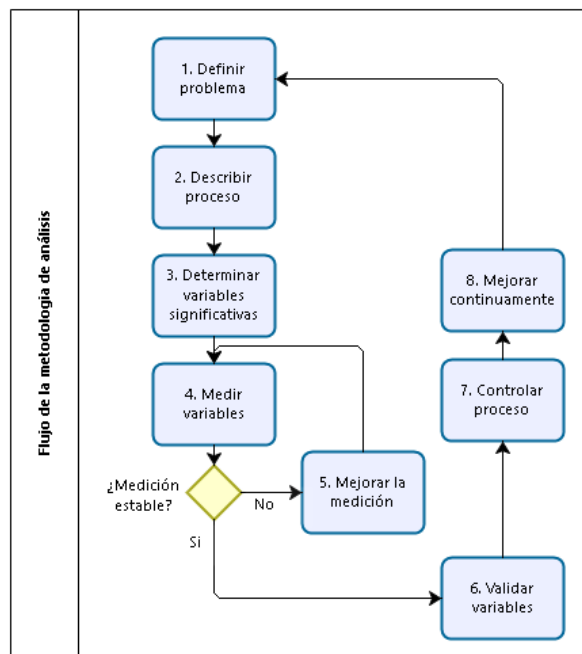 Flujo de la metodologia de análisis
1. Definir
problema
2. Describir
proceso
3. Determinar
variables
significativas
4. Medir
variables
¿Medición
estable?
No
Si
5. Mejorar la
medición
6. Validar
variables
7. Controlar
proceso
8. Mejorar
continuamente